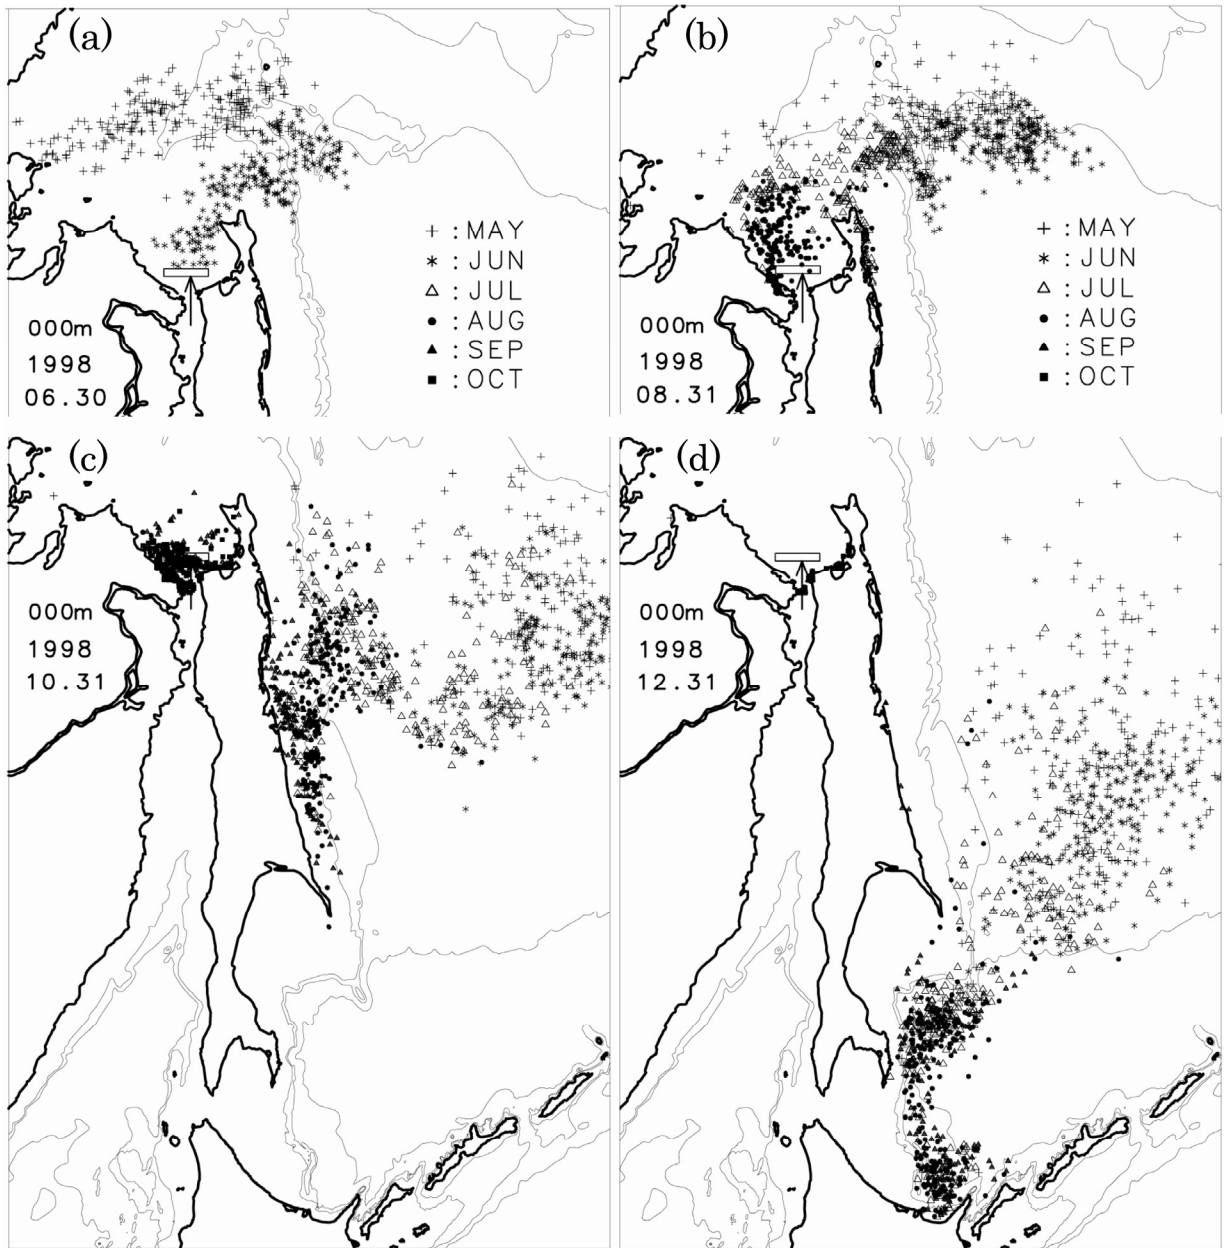 (a)
+ : MAY
* : JUN
△ : JUL
● : AUG
▲ : SEP
■ : OCT
000m
1998
06.30
(b)
+ : MAY
* : JUN
△ : JUL
● : AUG
▲ : SEP
■ : OCT
000m
1998
08.31
(c)
000m
1998
10.31
(d)
000m
1998
12.31